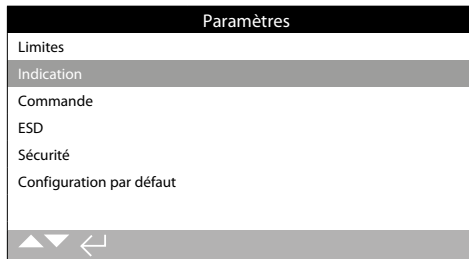 Paramètres
Limites
Indication
Commande
ESD
Sécurité
Configuration par défaut